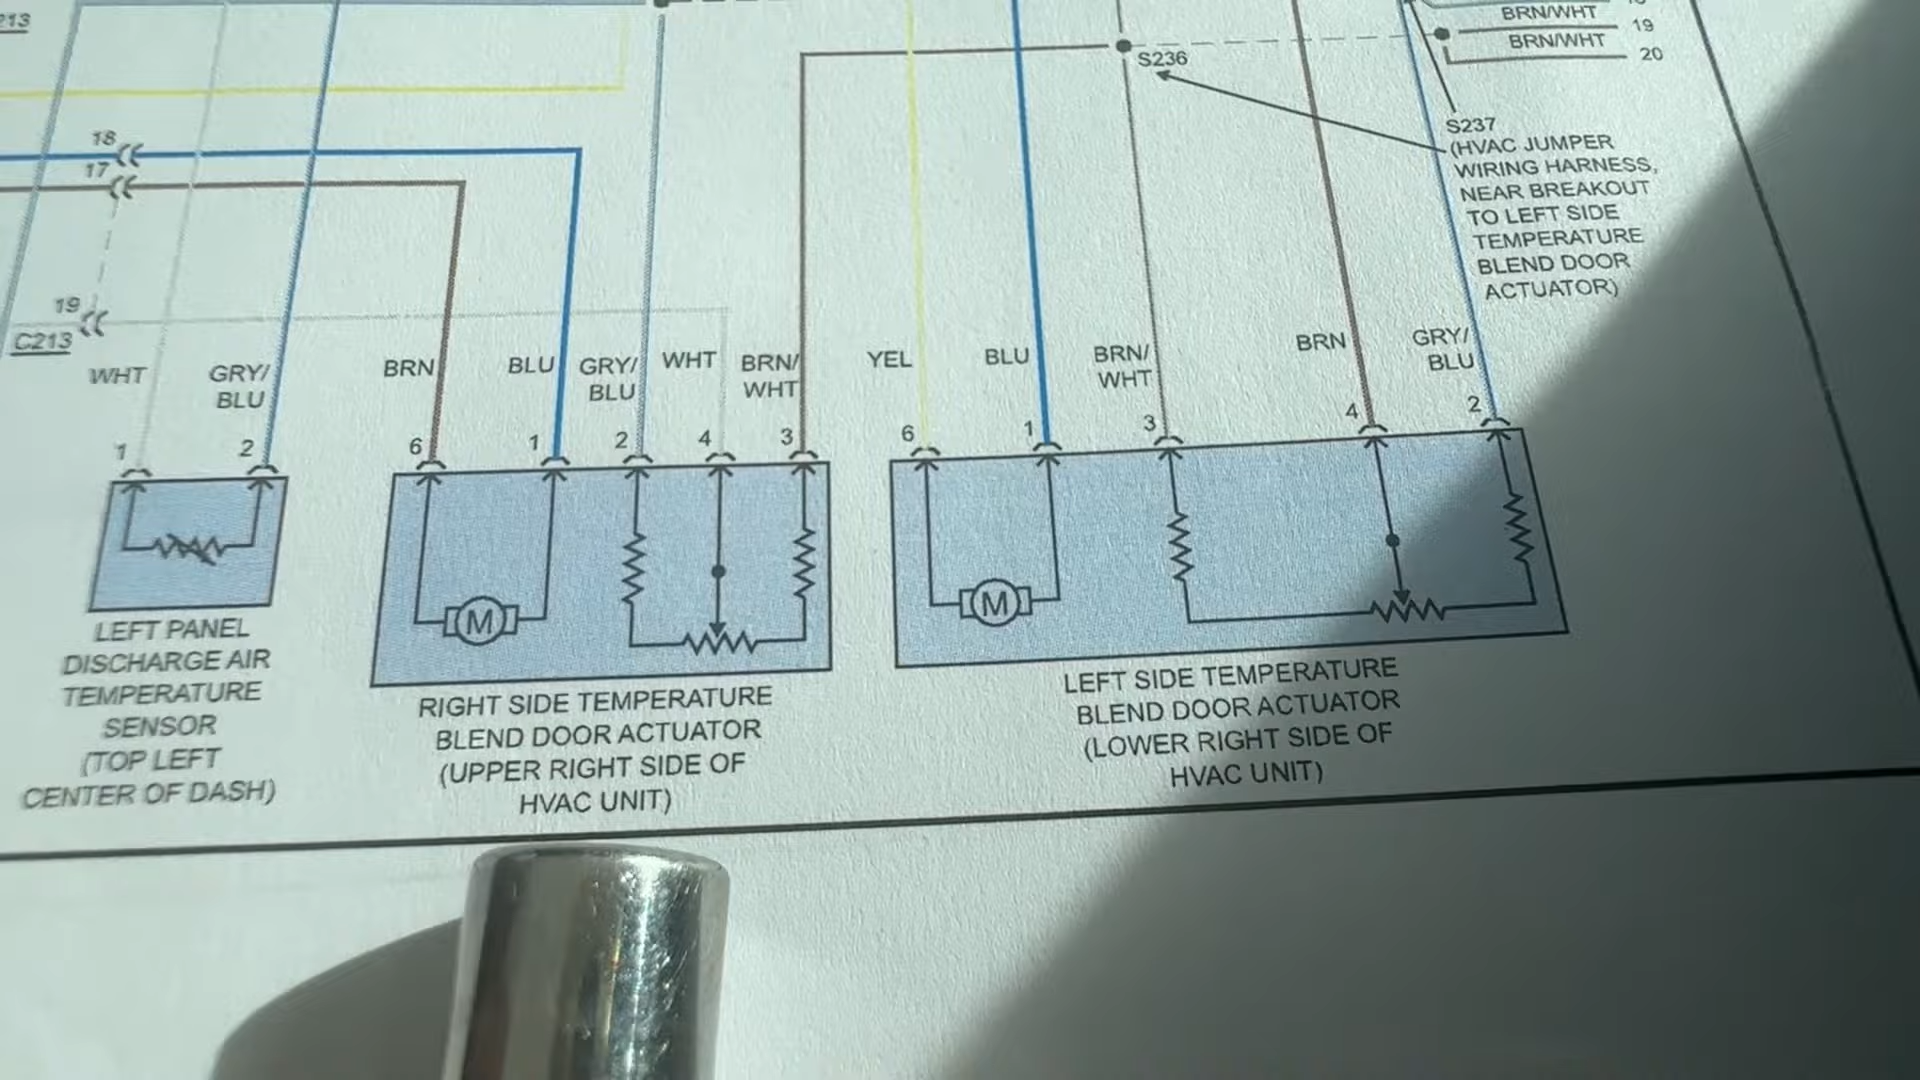 BRN/WHT
19
BRN/WHT
20
S236
S237
(HVAC JUMPER
WIRING HARNESS,
NEAR BREAKOUT
TO LEFT SIDE
TEMPERATURE
BLEND DOOR
ACTUATOR)
18
17
19
C213
WHT
GRY/
BLU
BRN
BLU
GRY/
BLU
WHT
BRN/
WHT
YEL
BLU
BRN/
WHT
BRN
GRY/
BLU
1
2
6
1
2
4
3
6
1
3
4
2
M
M
LEFT PANEL
DISCHARGE AIR
TEMPERATURE
SENSOR
(TOP LEFT
CENTER OF DASH)
RIGHT SIDE TEMPERATURE
BLEND DOOR ACTUATOR
(UPPER RIGHT SIDE OF
HVAC UNIT)
LEFT SIDE TEMPERATURE
BLEND DOOR ACTUATOR
(LOWER RIGHT SIDE OF
HVAC UNIT)